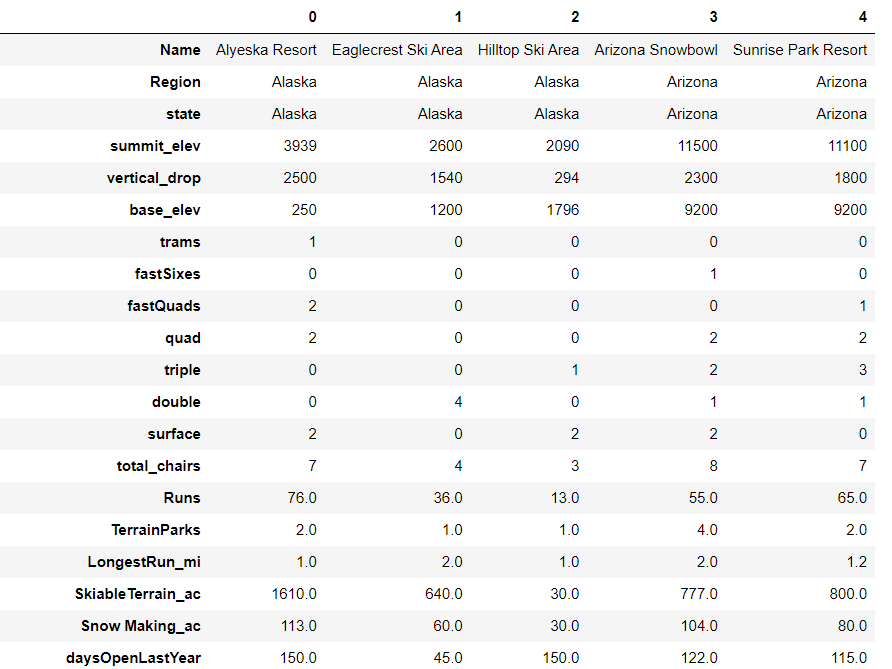 0 1 2 3 4
Name Alyeska Resort Eaglecrest Ski Area Hilltop Ski Area Arizona Snowbowl Sunrise Park Resort
Region Alaska Alaska Alaska Arizona Arizona
state Alaska Alaska Alaska Arizona Arizona
summit_elev 3939 2600 2090 11500 11100
vertical_drop 2500 1540 294 2300 1800
base_elev 250 1200 1796 9200 9200
trams 1 0 0 0 0
fastSixes 0 0 0 1 0
fastQuads 2 0 0 0 1
quad 2 0 0 2 2
triple 0 0 1 2 3
double 0 4 0 1 1
surface 2 0 2 2 0
total_chairs 7 4 3 8 7
Runs 76.0 36.0 13.0 55.0 65.0
TerrainParks 2.0 1.0 1.0 4.0 2.0
LongestRun_mi 1.0 2.0 1.0 2.0 1.2
SkiableTerrain_ac 1610.0 640.0 30.0 777.0 800.0
Snow Making_ac 113.0 60.0 30.0 104.0 80.0
daysOpenLastYear 150.0 45.0 150.0 122.0 115.0